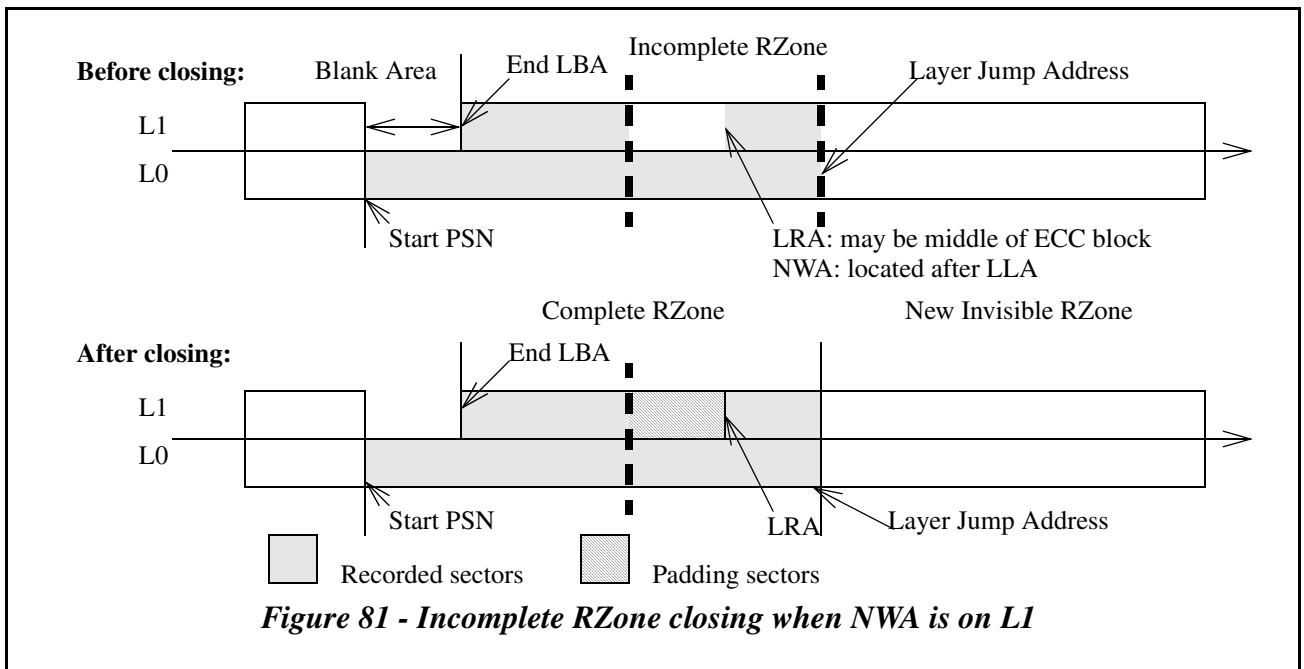 Incomplete RZone
Before closing:
Blank Area
End LBA
Layer Jump Address
L1
L0
Start PSN
LRA: may be middle of ECC block
NWA: located after LLA
Complete RZone
New Invisible RZone
After closing:
End LBA
L1
L0
Start PSN
LRA
Layer Jump Address
Recorded sectors
Padding sectors
Figure 81 - Incomplete RZone closing when NWA is on L1